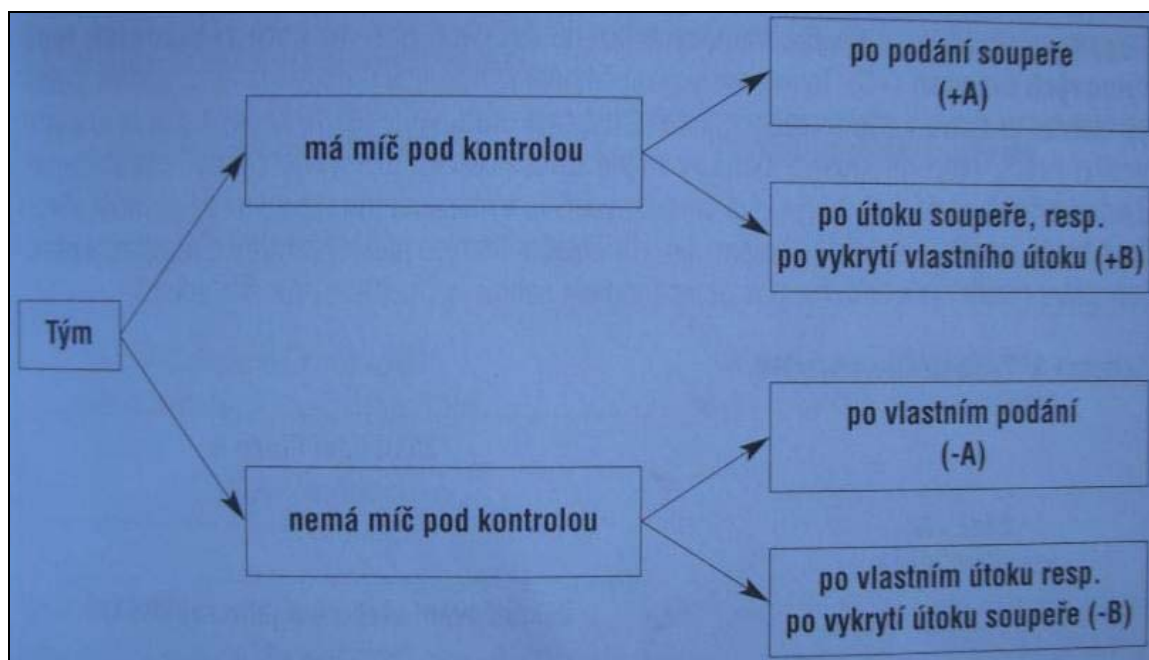 po podání soupeře
(+A)
má míč pod kontrolou
po útoku soupeře, resp.
po vykrytí vlastního útoku (+B)
Tým
po vlastním podání
(-A)
nemá míč pod kontrolou
po vlastním útoku resp.
po vykrytí útoku soupeře (-B)